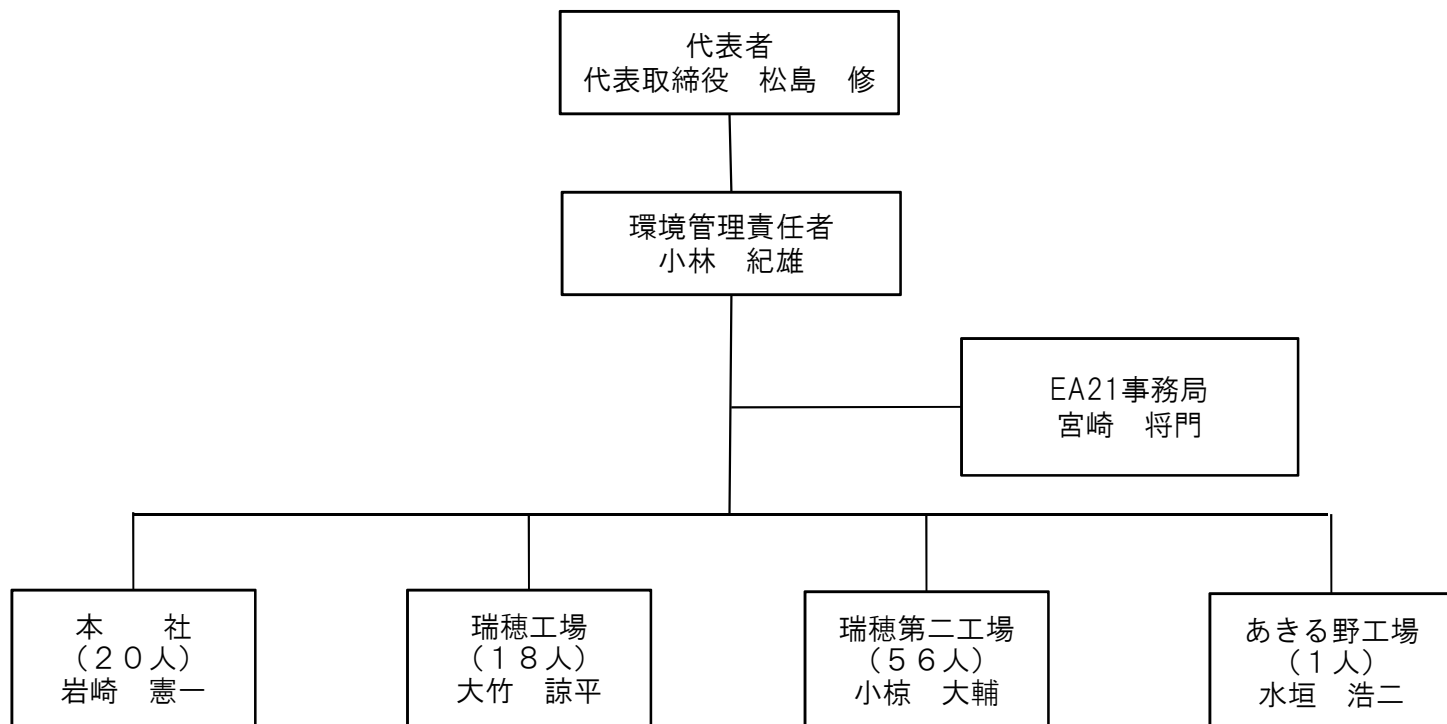 代表者
代表取締役　松島　修
環境管理責任者
小林　紀雄
EA21事務局
宮崎　将門
本　　社
（２０人）
岩崎　憲一
瑞穂工場
（１８人）
大竹　諒平
瑞穂第二工場
（５６人）
小椋　大輔
あきる野工場
（１人）
水垣　浩二